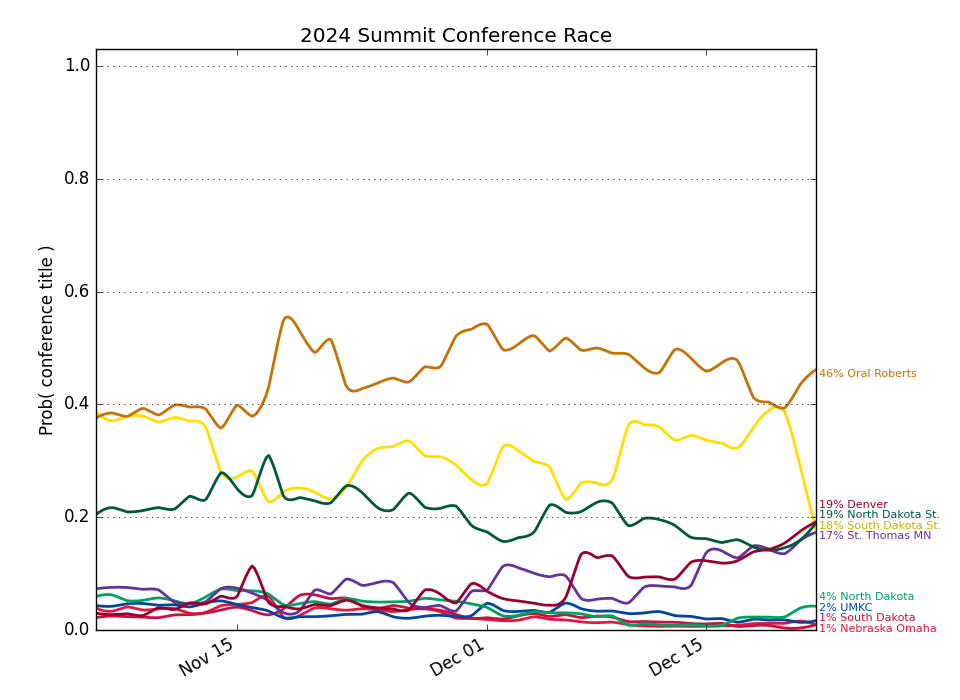 2024 Summit Conference Race
Prob( conference title )
1.0
0.8
0.6
0.4
0.2
0.0
Nov 15
Dec 01
Dec 15
46% Oral Roberts
19% Denver
19% North Dakota St.
18% South Dakota St.
17% St. Thomas MN
4% North Dakota
2% UMKC
1% South Dakota
1% Nebraska Omaha